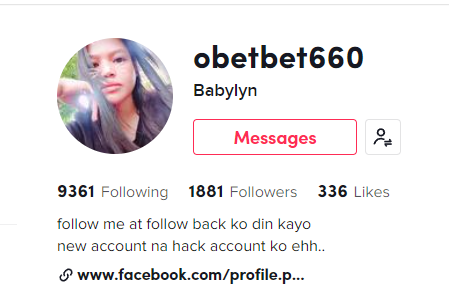 obetbet660
Babylyn
Messages
9361 Following 1881 Followers 336 Likes
follow me at follow back ko din kayo
new account na hack account ko ehh..
www.facebook.com/profile.p...